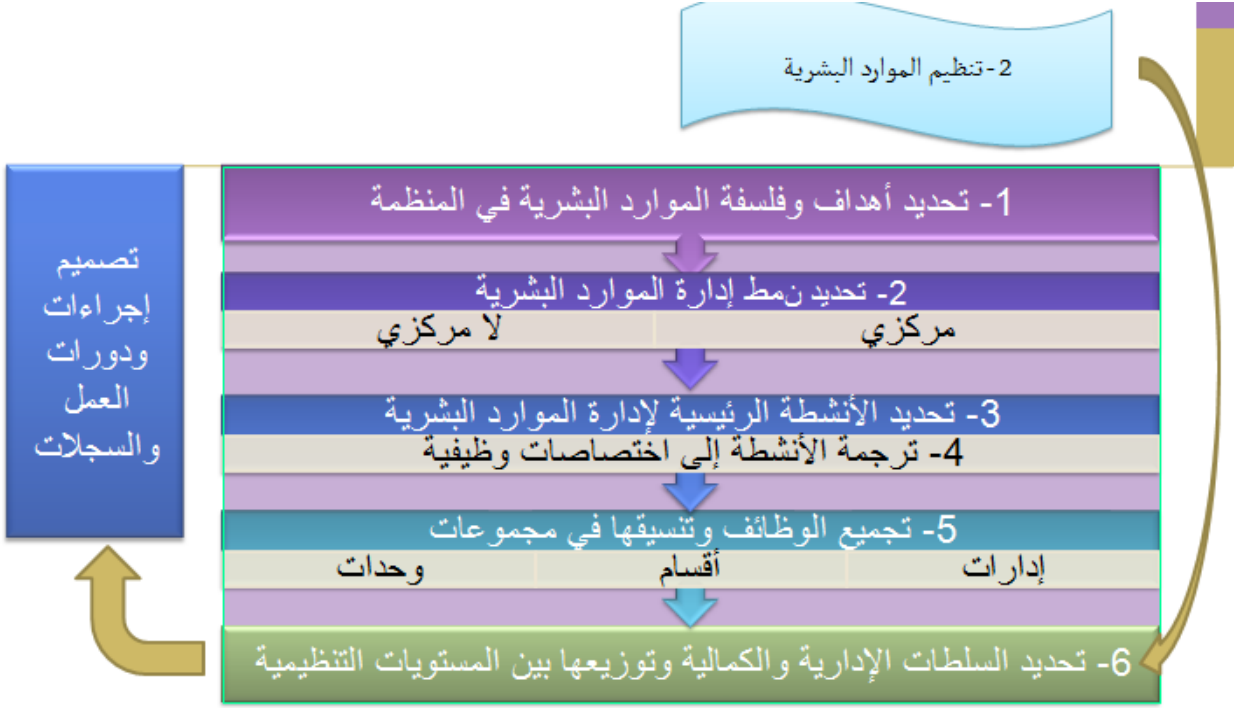 2-تنظيم الموارد البشرية
1- تحديد أهداف وفلسفة الموارد البشرية في المنظمة
2- تحديد نمط إدارة الموارد البشرية
مركزي
لا مركزي
3- تحديد الأنشطة الرئيسية لإدارة الموارد البشرية
4- ترجمة الأنشطة إلى اختصاصات وظيفية
5- تجميع الوظائف وتنسيقها في مجموعات
إدارات
أقسام
وحدات
6- تحديد السلطات الإدارية والكمالية وتوزيعها بين المستويات التنظيمية
تصميم
إجراءات
ودورات
العمل
والسجلات